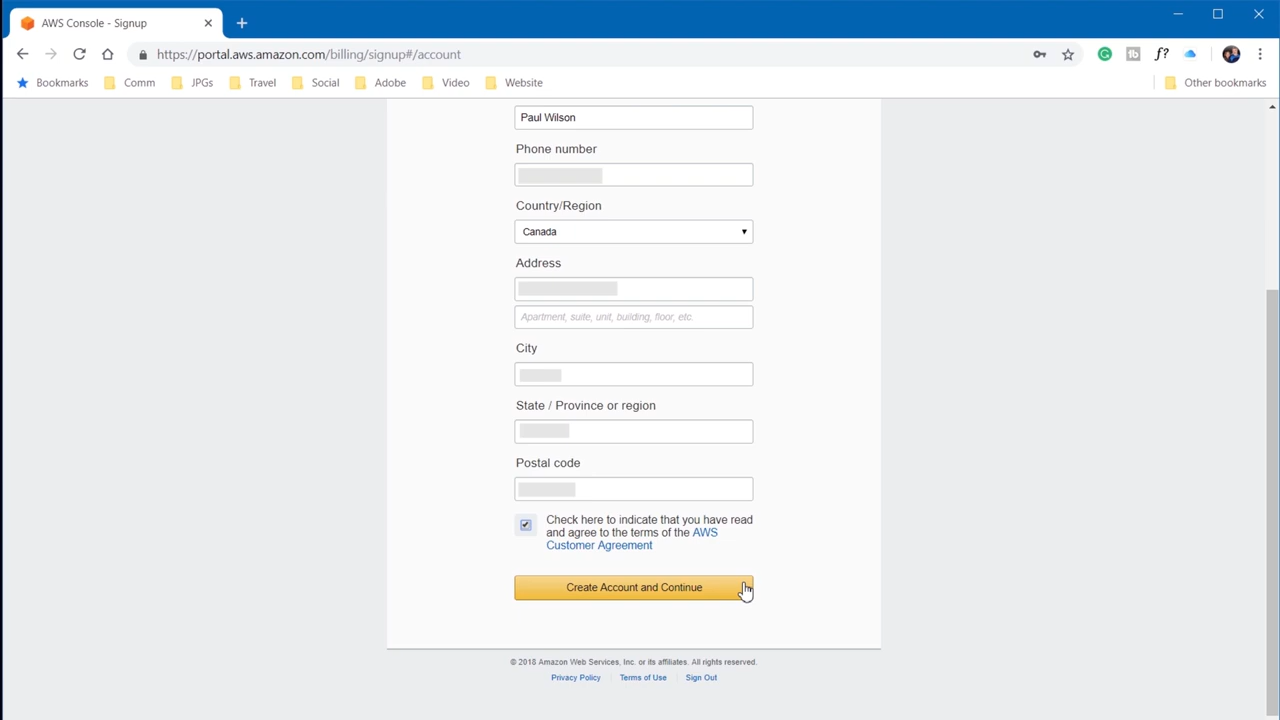 AWS Console - Signup
https://portal.aws.amazon.com/billing/signup#/account
Bookmarks Comm JPGs Travel Social Adobe Video Website Other bookmarks
Paul Wilson
Phone number
Country/Region
Canada
Address
Apartment, suite, unit, building, floor, etc.
City
State / Province or region
Postal code
Check here to indicate that you have read
and agree to the terms of the AWS
Customer Agreement
Create Account and Continue
© 2018 Amazon Web Services, Inc. or its affiliates. All rights reserved.
Privacy Policy Terms of Use Sign Out